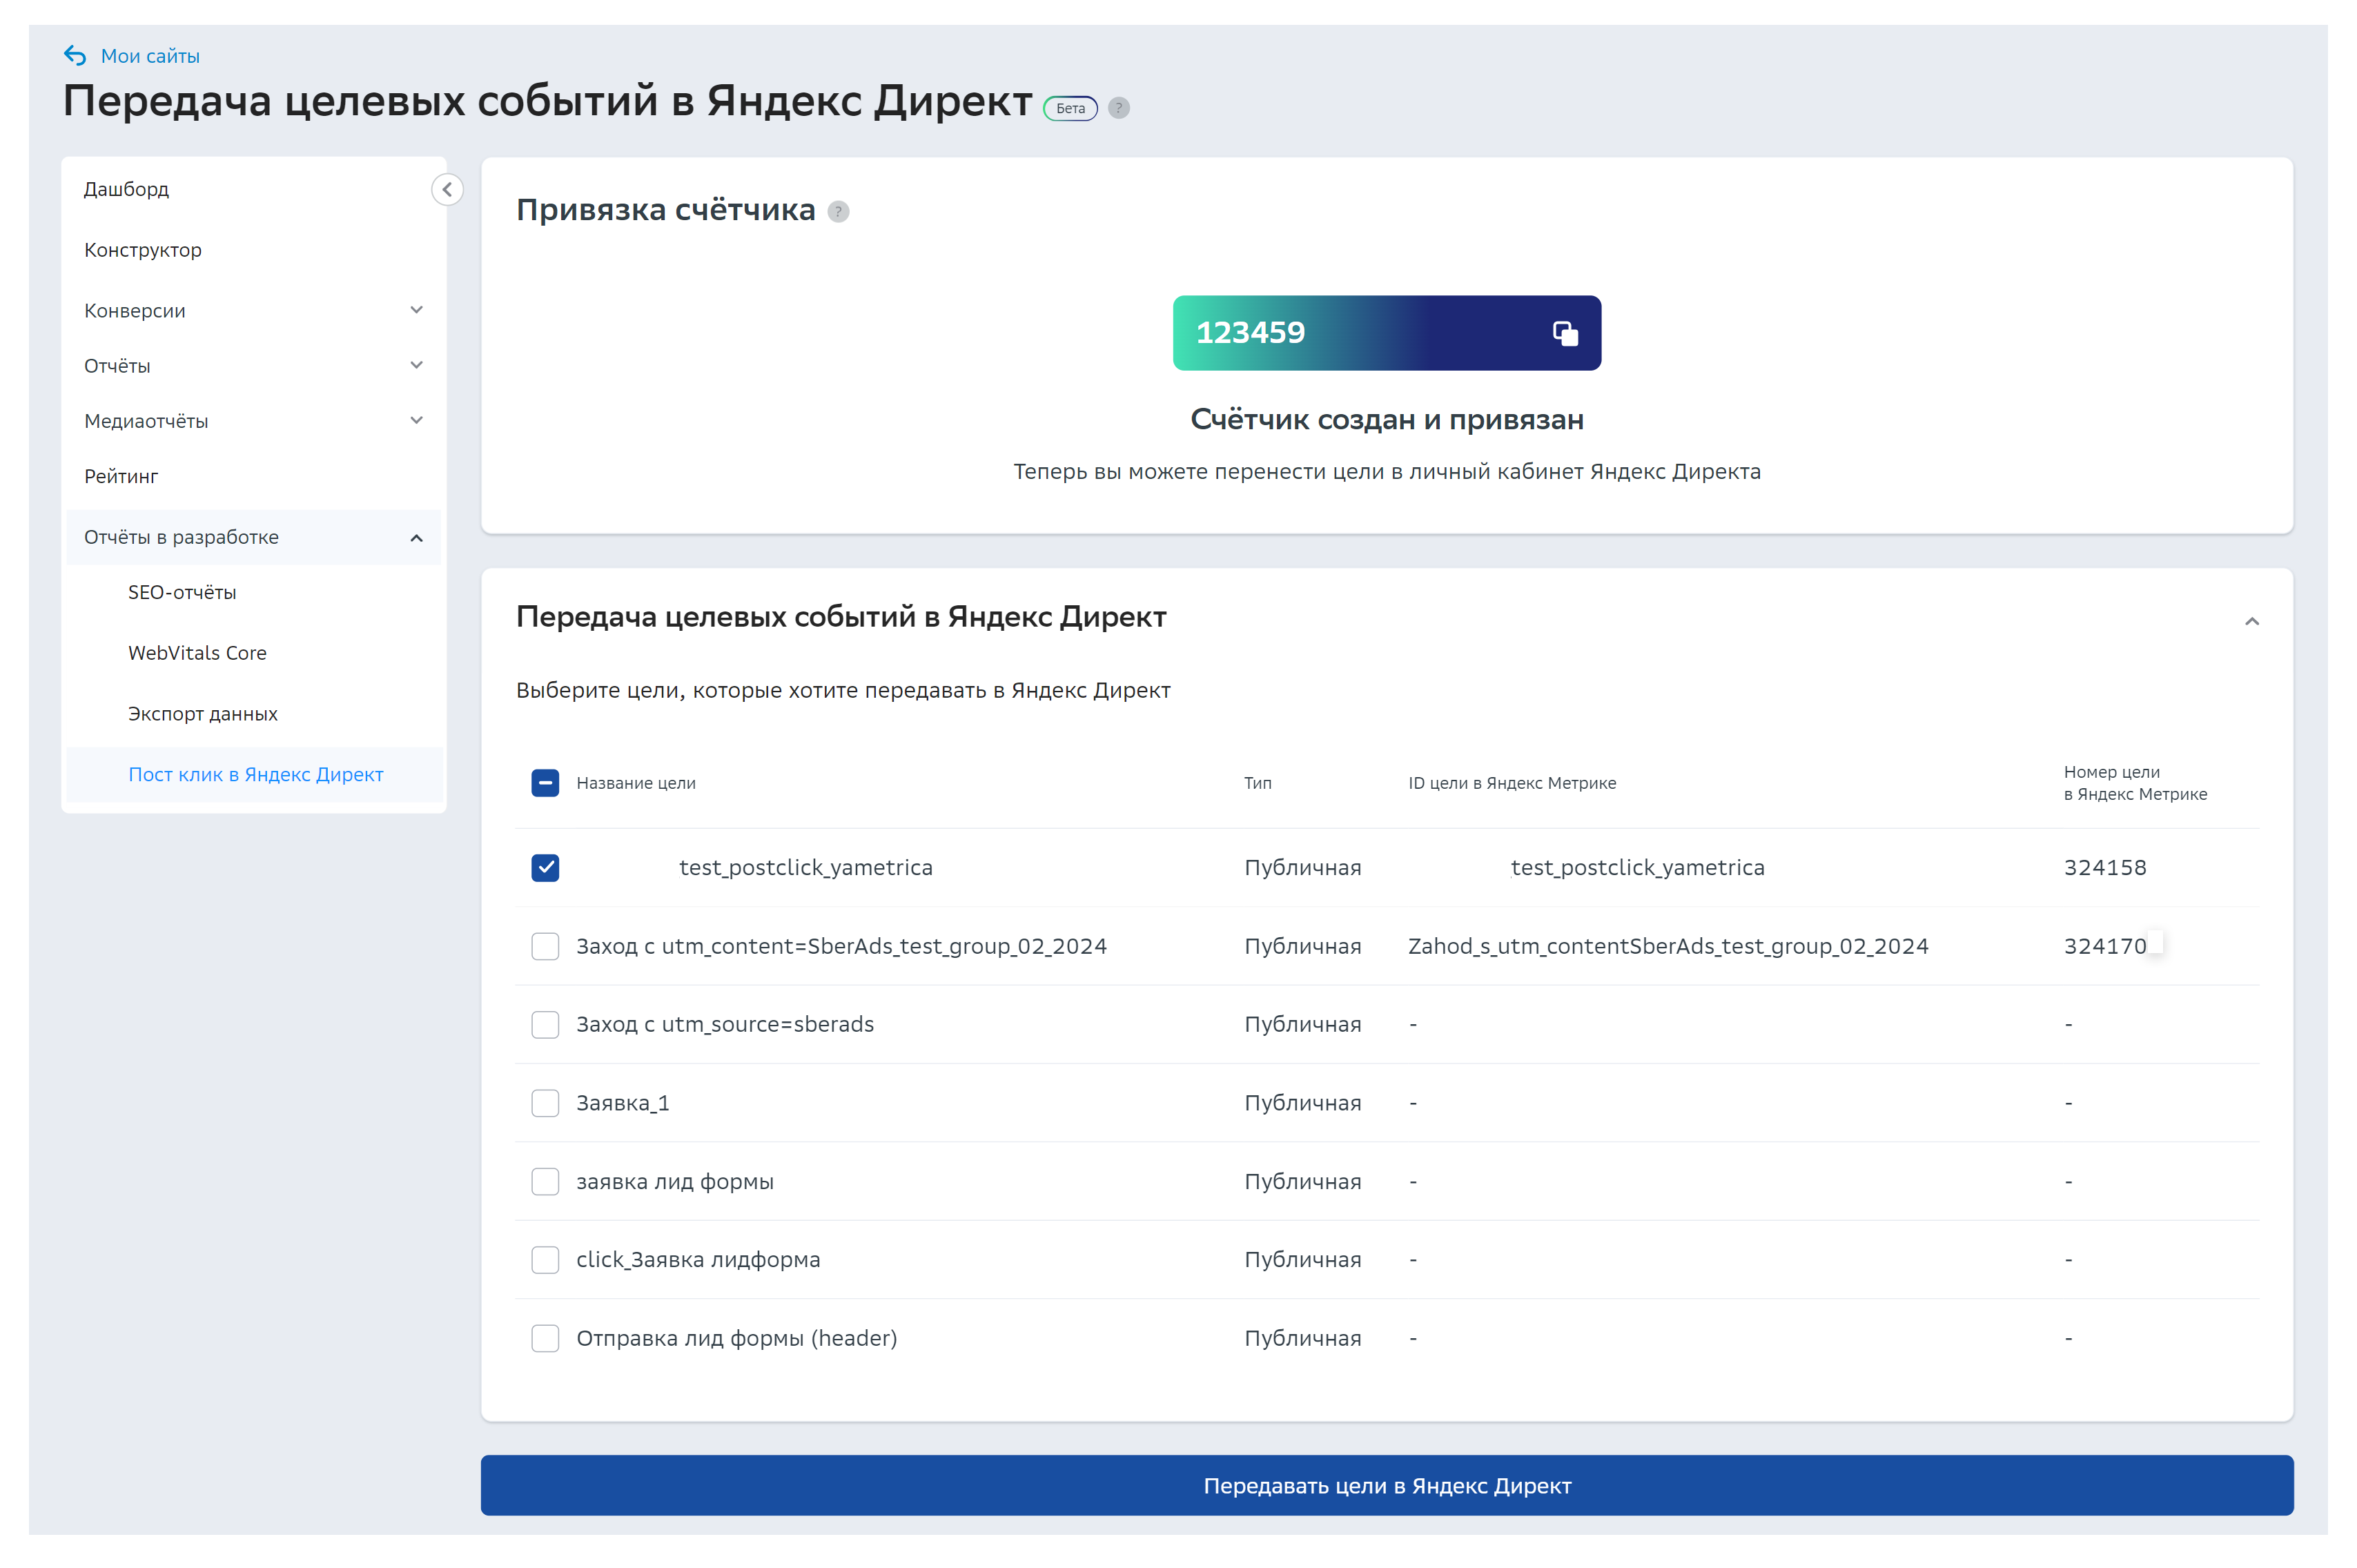 Мои сайты
Передача целевых событий в Яндекс Директ Бета ?
Дашборд
Конструктор
Конверсии
Отчёты
Медиаотчёты
Рейтинг
Отчёты в разработке
SEO-отчёты
WebVitals Core
Экспорт данных
Пост клик в Яндекс Директ
Привязка счётчика ?
123459
Счётчик создан и привязан
Теперь вы можете перенести цели в личный кабинет Яндекс Директа
Передача целевых событий в Яндекс Директ
Выберите цели, которые хотите передавать в Яндекс Директ
Название цели Тип ID цели в Яндекс Метрике Номер цели
в Яндекс Метрике
test_postclick_yametrica Публичная test_postclick_yametrica 324158
Заход с utm_content=SberAds_test_group_02_2024 Публичная Zahod_s_utm_contentSberAds_test_group_02_2024 324170
Заход с utm_source=sberads Публичная - -
Заявка_1 Публичная - -
заявка лид формы Публичная - -
click_Заявка лидформа Публичная - -
Отправка лид формы (header) Публичная - -
Передавать цели в Яндекс Директ